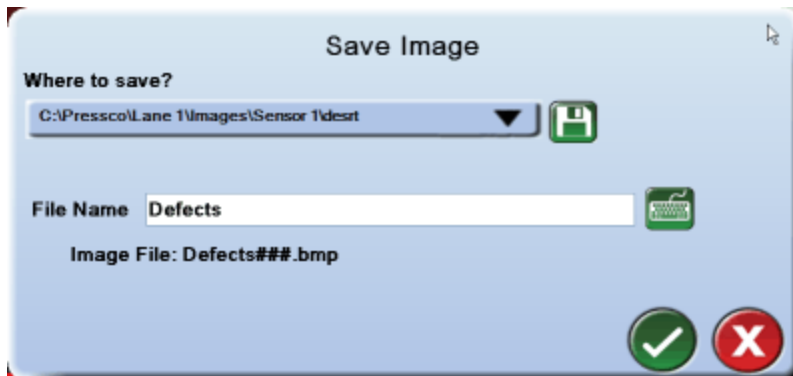 Save Image
Where to save?
C:\Pressco\Lane 1\Images\Sensor 1\desrt
File Name Defects
Image File: Defects###.bmp